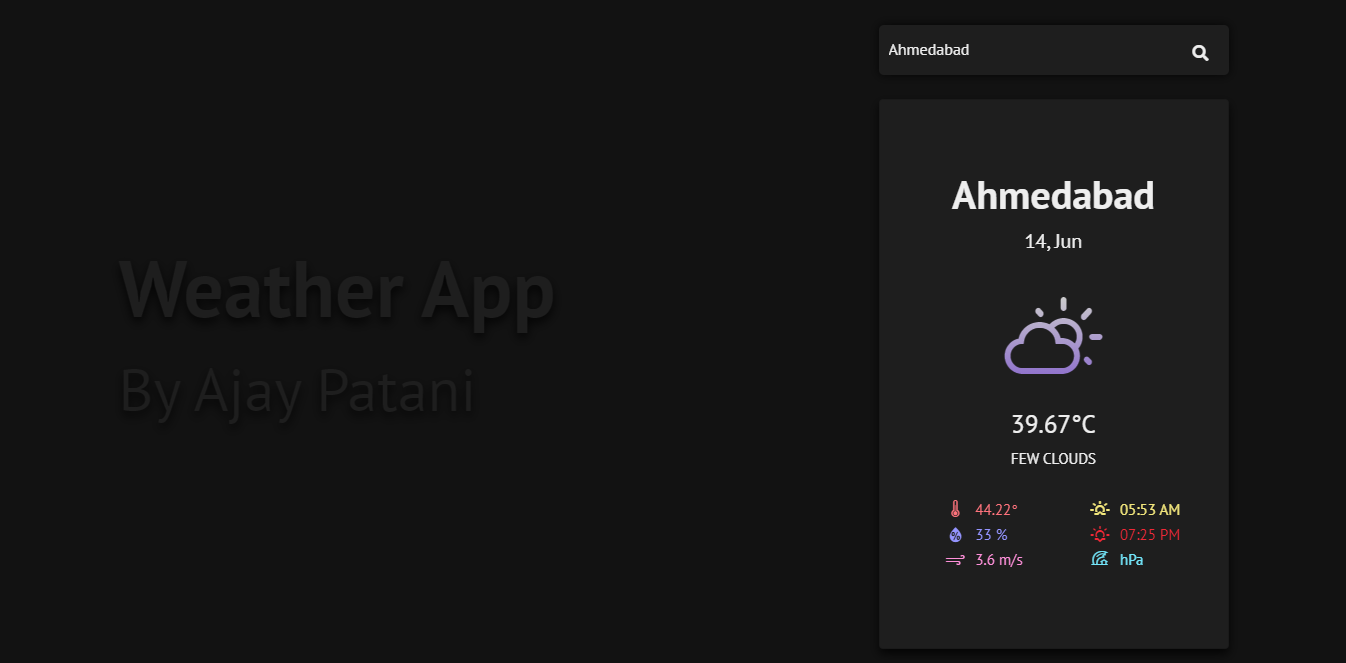 Weather App
By Ajay Patani
Ahmedabad
Ahmedabad
14, Jun
39.67°C
FEW CLOUDS
44.22°
05:53 AM
33 %
07:25 PM
3.6 m/s
hPa